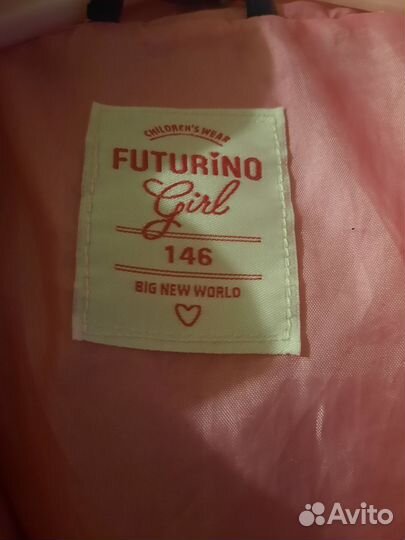 CHILDREN'S WEAR
FUTURINO
Girl
146
BIG NEW WORLD
Avito